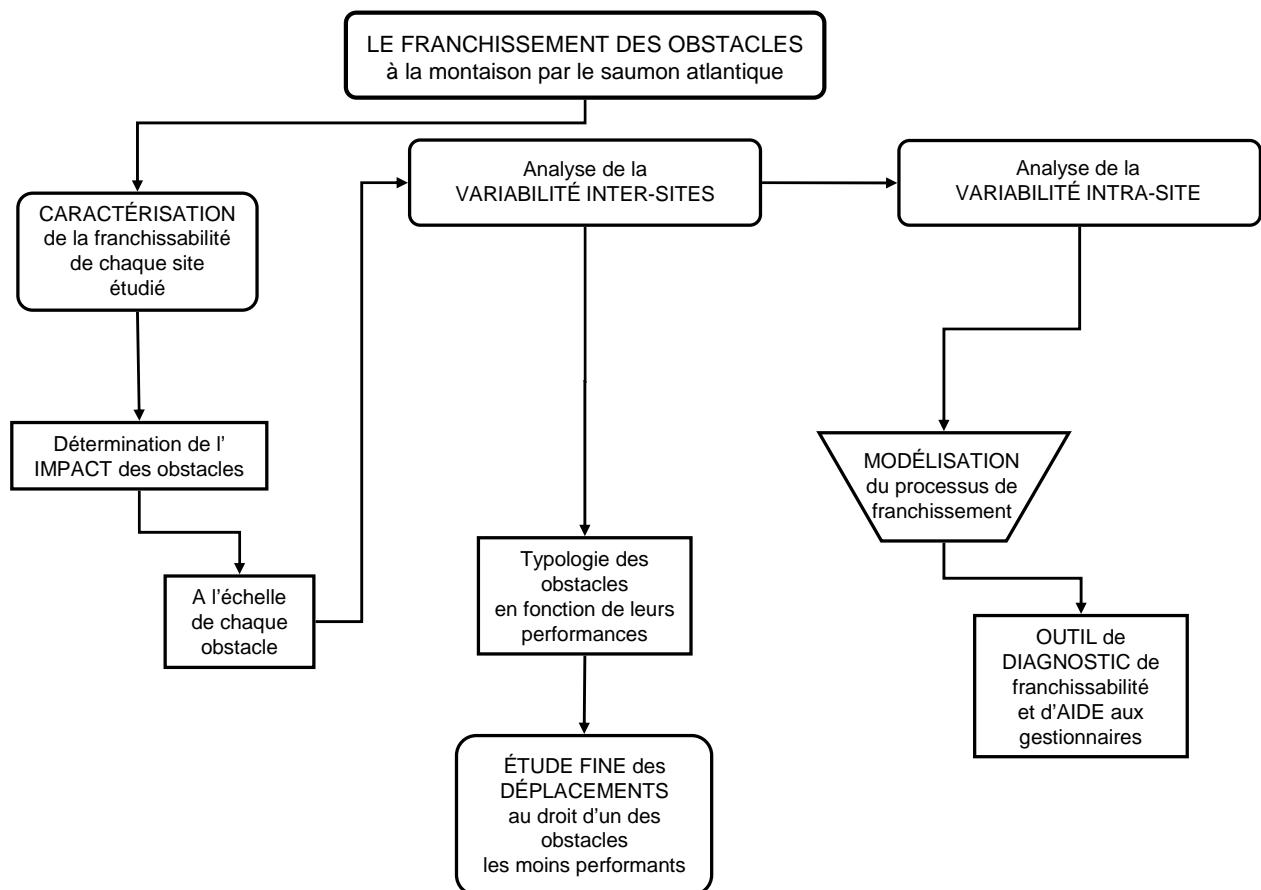 LE FRANCHISSEMENT DES OBSTACLES
à la montaison par le saumon atlantique
CARACTÉRISATION
de la franchissabilité
de chaque site
étudié
Détermination de l'
IMPACT des obstacles
A l'échelle
de chaque
obstacle
Analyse de la
VARIABILITÉ INTER-SITES
Typologie des
obstacles
en fonction de leurs
performances
ÉTUDE FINE des
DÉPLACEMENTS
au droit d'un des
obstacles
les moins performants
Analyse de la
VARIABILITÉ INTRA-SITE
MODÉLISATION
du processus de
franchissement
OUTIL de
DIAGNOSTIC de
franchissabilité
et d'AIDE aux
gestionnaires